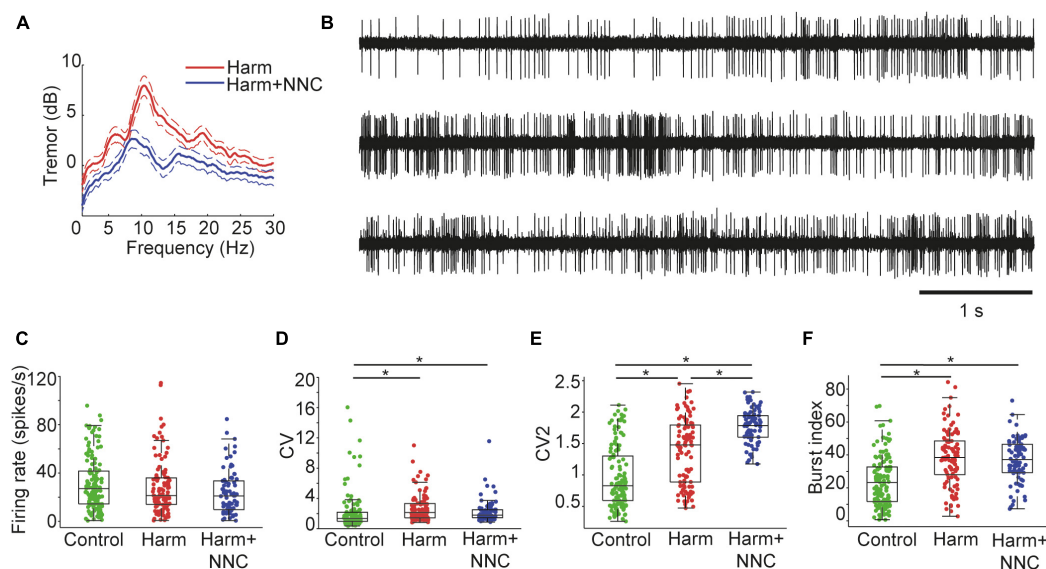 A
10
5
0
Tremor (dB)
0
5
10
15
20
25
30
Frequency (Hz)
Harm
Harm+NNC
B
1 s
C
120
80
40
0
Firing rate (spikes/s)
Control
Harm
Harm+
NNC
D
20
16
12
8
4
0
CV
*
*
Control
Harm
Harm+
NNC
E
2.5
2
1.5
1
0.5
CV2
*
*
*
Control
Harm
Harm+
NNC
F
80
60
40
20
0
Burst index
*
*
Control
Harm
Harm+
NNC